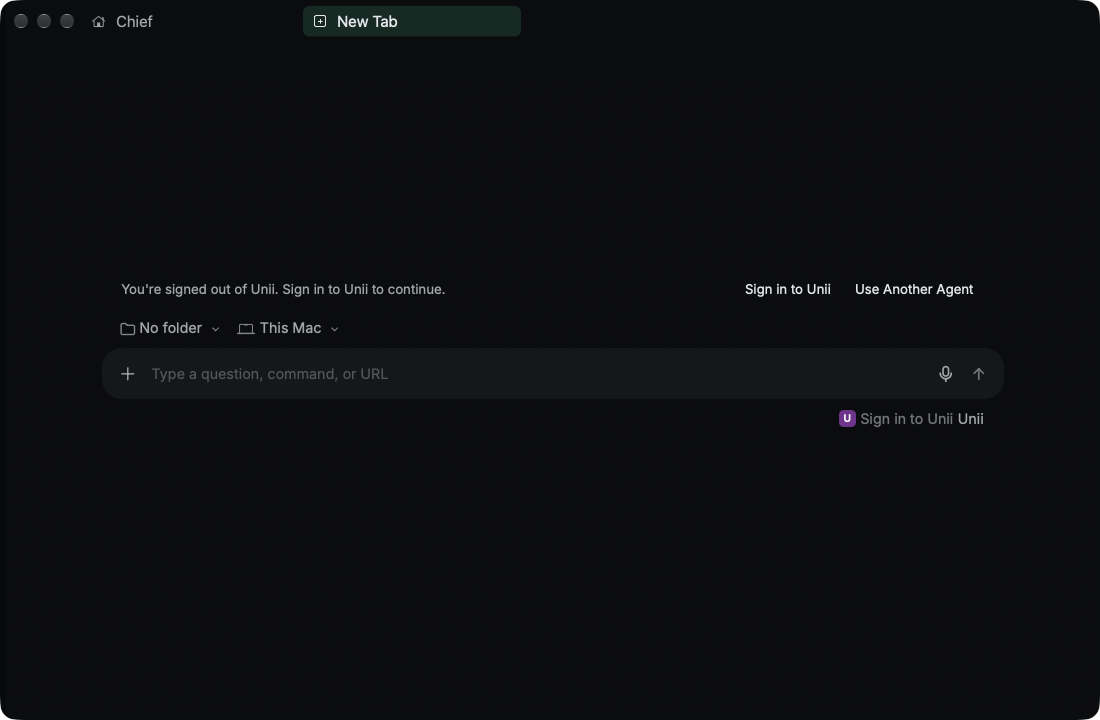 Chief
New Tab
You're signed out of Unii. Sign in to Unii to continue.
Sign in to Unii
Use Another Agent
No folder
This Mac
Type a question, command, or URL
U Sign in to Unii Unii